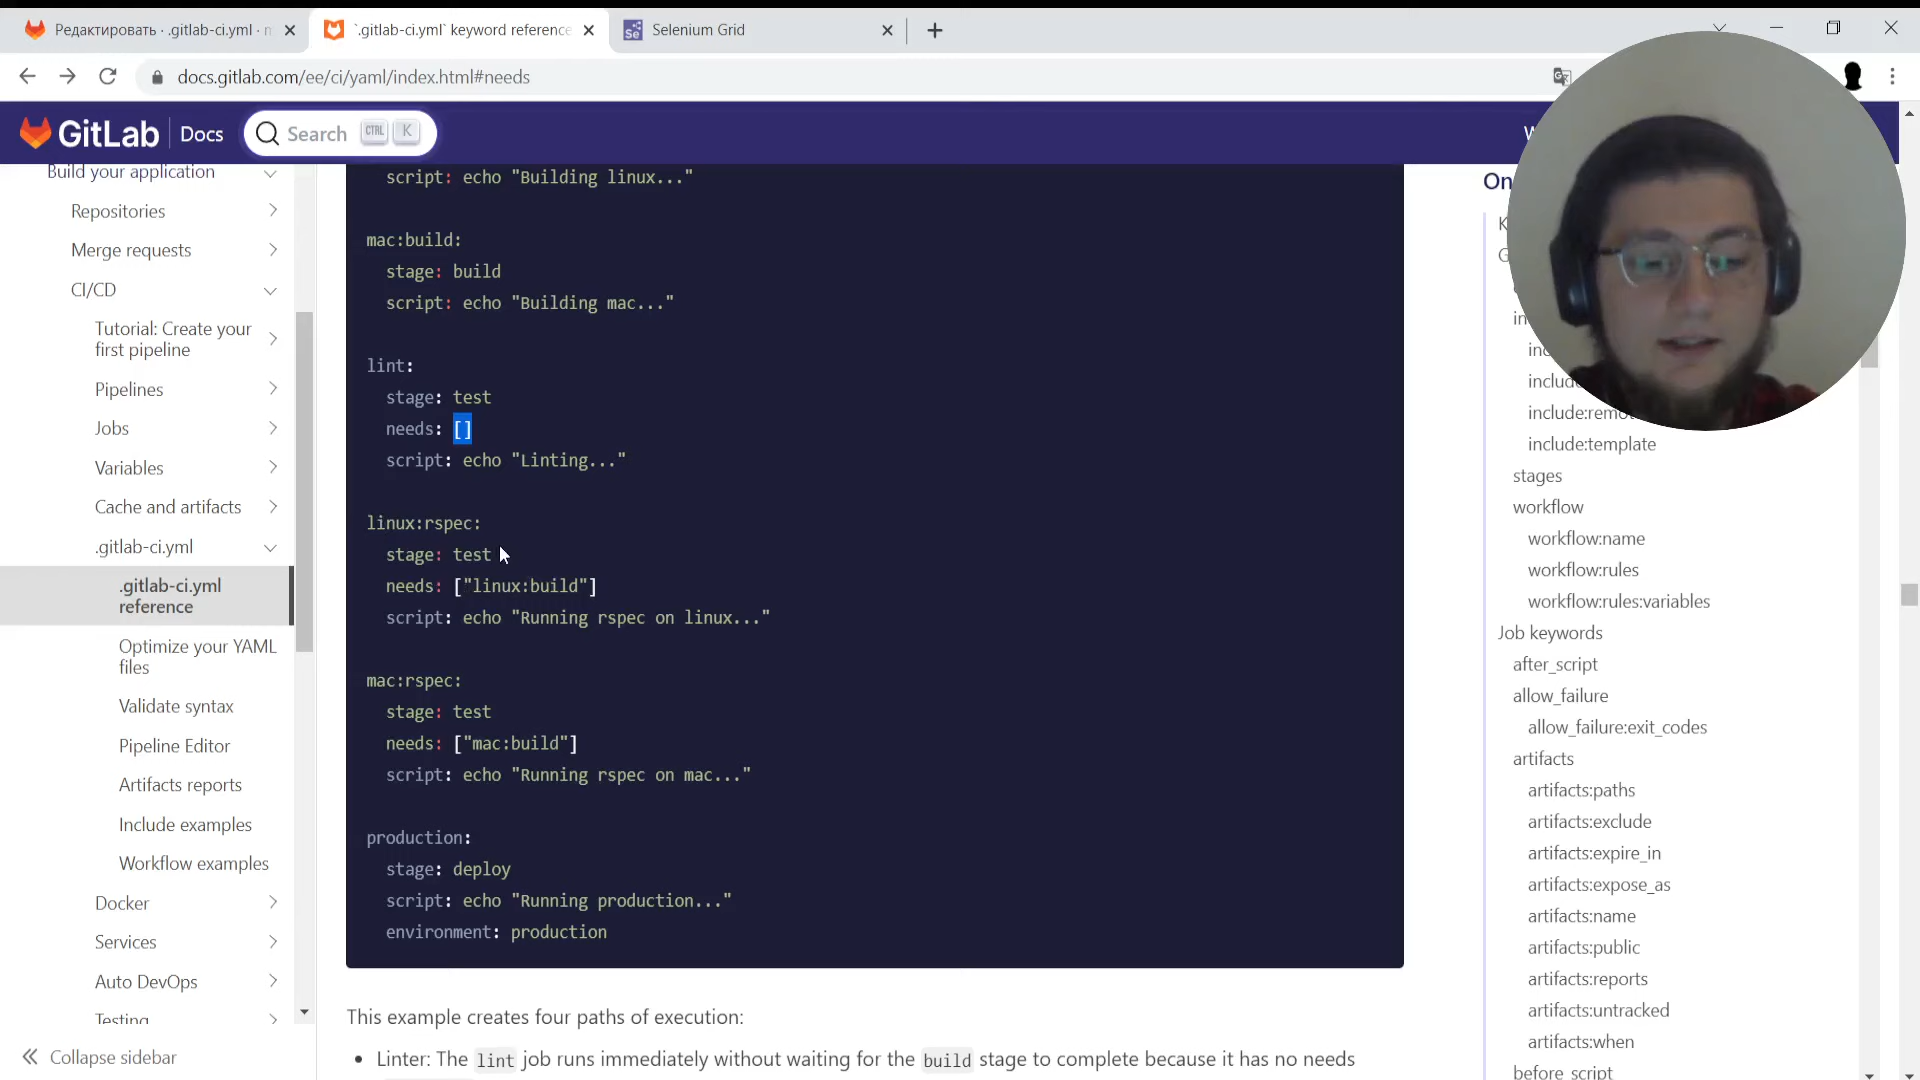 Редактировать · .gitlab-ci.yml ·
`.gitlab-ci.yml` keyword reference
Selenium Grid
docs.gitlab.com/ee/ci/yaml/index.html#needs
GitLab Docs
Search CTRL K
Build your application
Repositories
Merge requests
CI/CD
Tutorial: Create your
first pipeline
Pipelines
Jobs
Variables
Cache and artifacts
.gitlab-ci.yml
.gitlab-ci.yml
reference
Optimize your YAML
files
Validate syntax
Pipeline Editor
Artifacts reports
Include examples
Workflow examples
Docker
Services
Auto DevOps
Testing
Collapse sidebar
script: echo "Building linux..."
mac:build:
stage: build
script: echo "Building mac..."
lint:
stage: test
needs: []
script: echo "Linting..."
linux:rspec:
stage: test
needs: ["linux:build"]
script: echo "Running rspec on linux..."
mac:rspec:
stage: test
needs: ["mac:build"]
script: echo "Running rspec on mac..."
production:
stage: deploy
script: echo "Running production..."
environment: production
This example creates four paths of execution:
• Linter: The lint job runs immediately without waiting for the build stage to complete because it has no needs
On
include:template
stages
workflow
workflow:name
workflow:rules
workflow:rules:variables
Job keywords
after_script
allow_failure
allow_failure:exit_codes
artifacts
artifacts:paths
artifacts:exclude
artifacts:expire_in
artifacts:expose_as
artifacts:name
artifacts:public
artifacts:reports
artifacts:untracked
artifacts:when
before_script